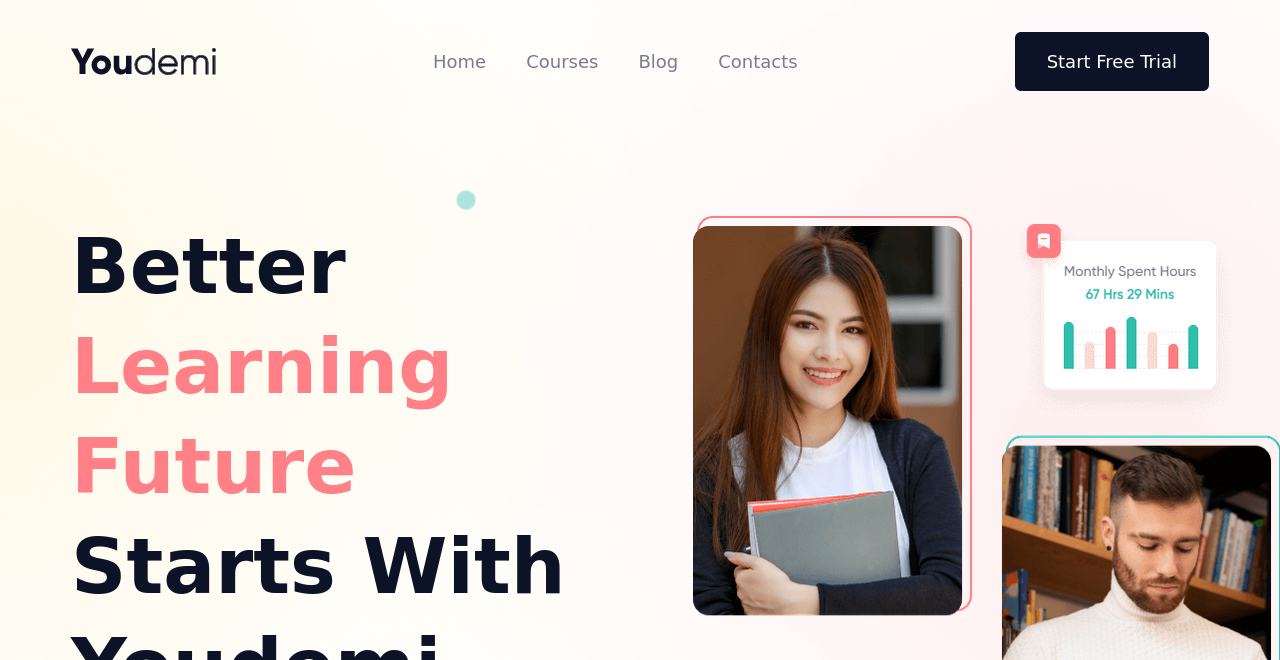 Youdemi
Home
Courses
Blog
Contacts
Start Free Trial
Better
Learning
Future
Starts With
Youdemi
Monthly Spent Hours
67 Hrs 29 Mins